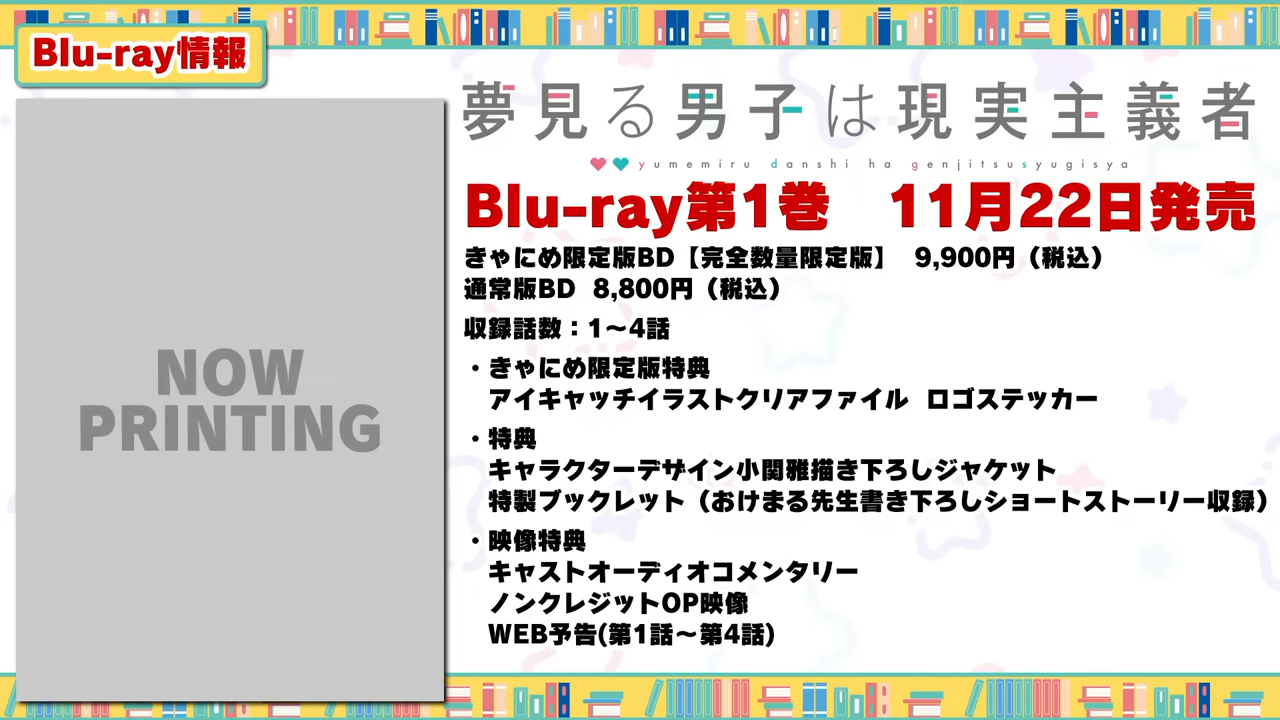 Blu-ray情報
夢見る男子は現実主義者
yumemiru danshi ha genjitsusyugisya
Blu-ray第1巻　11月22日発売
きゃにめ限定版BD【完全数量限定版】 9,900円（税込）
通常版BD 8,800円（税込）
収録話数：1～4話
・きゃにめ限定版特典
アイキャッチイラストクリアファイル ロゴステッカー
・特典
キャラクターデザイン小関雅描き下ろしジャケット
特製ブックレット（おけまる先生書き下ろしショートストーリー収録）
・映像特典
キャストオーディオコメンタリー
ノンクレジットOP映像
WEB予告(第1話～第4話)
NOW
PRINTING